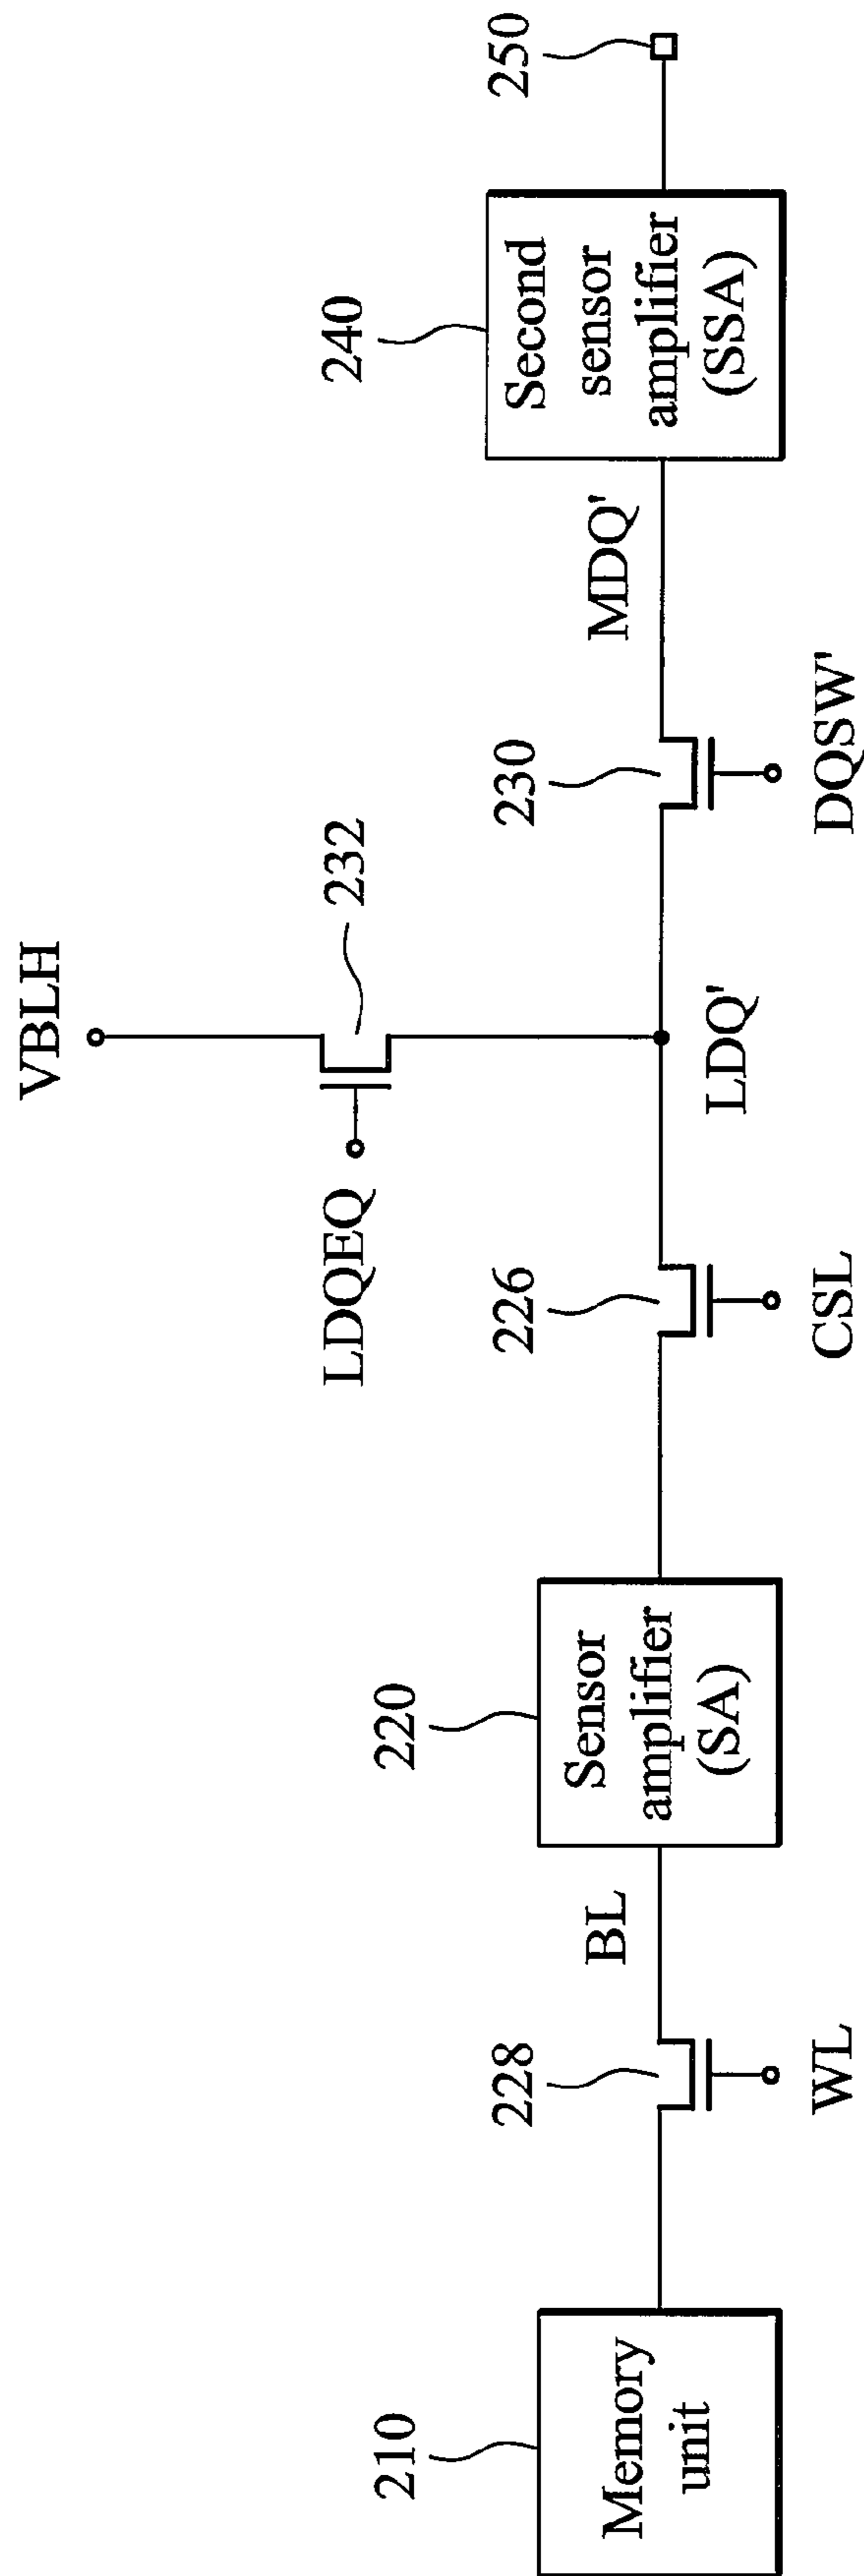 VBLH
LDQEQ
232
210
Memory
unit
228
WL
BL
220
Sensor
amplifier
(SA)
226
CSL
LDQ'
230
DQSW'
MDQ'
240
Second
sensor
amplifier
(SSA)
250